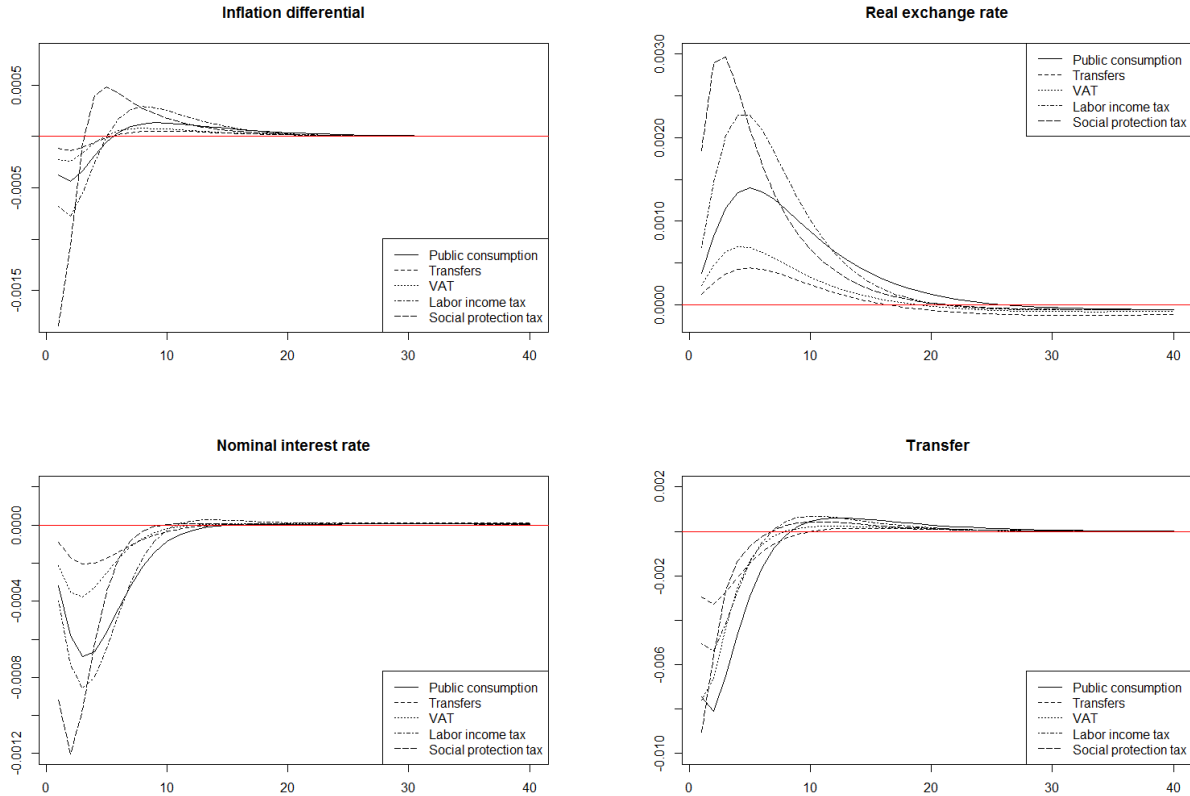 Inflation differential
0.0005
-0.0005
-0.0015
0 10 20 30 40
Public consumption
Transfers
VAT
Labor income tax
Social protection tax
Real exchange rate
0.0030
0.0020
0.0010
0.0000
0 10 20 30 40
Public consumption
Transfers
VAT
Labor income tax
Social protection tax
Nominal interest rate
0.0000
-0.0004
-0.0008
-0.0012
0 10 20 30 40
Public consumption
Transfers
VAT
Labor income tax
Social protection tax
Transfer
0.002
-0.002
-0.006
-0.010
0 10 20 30 40
Public consumption
Transfers
VAT
Labor income tax
Social protection tax